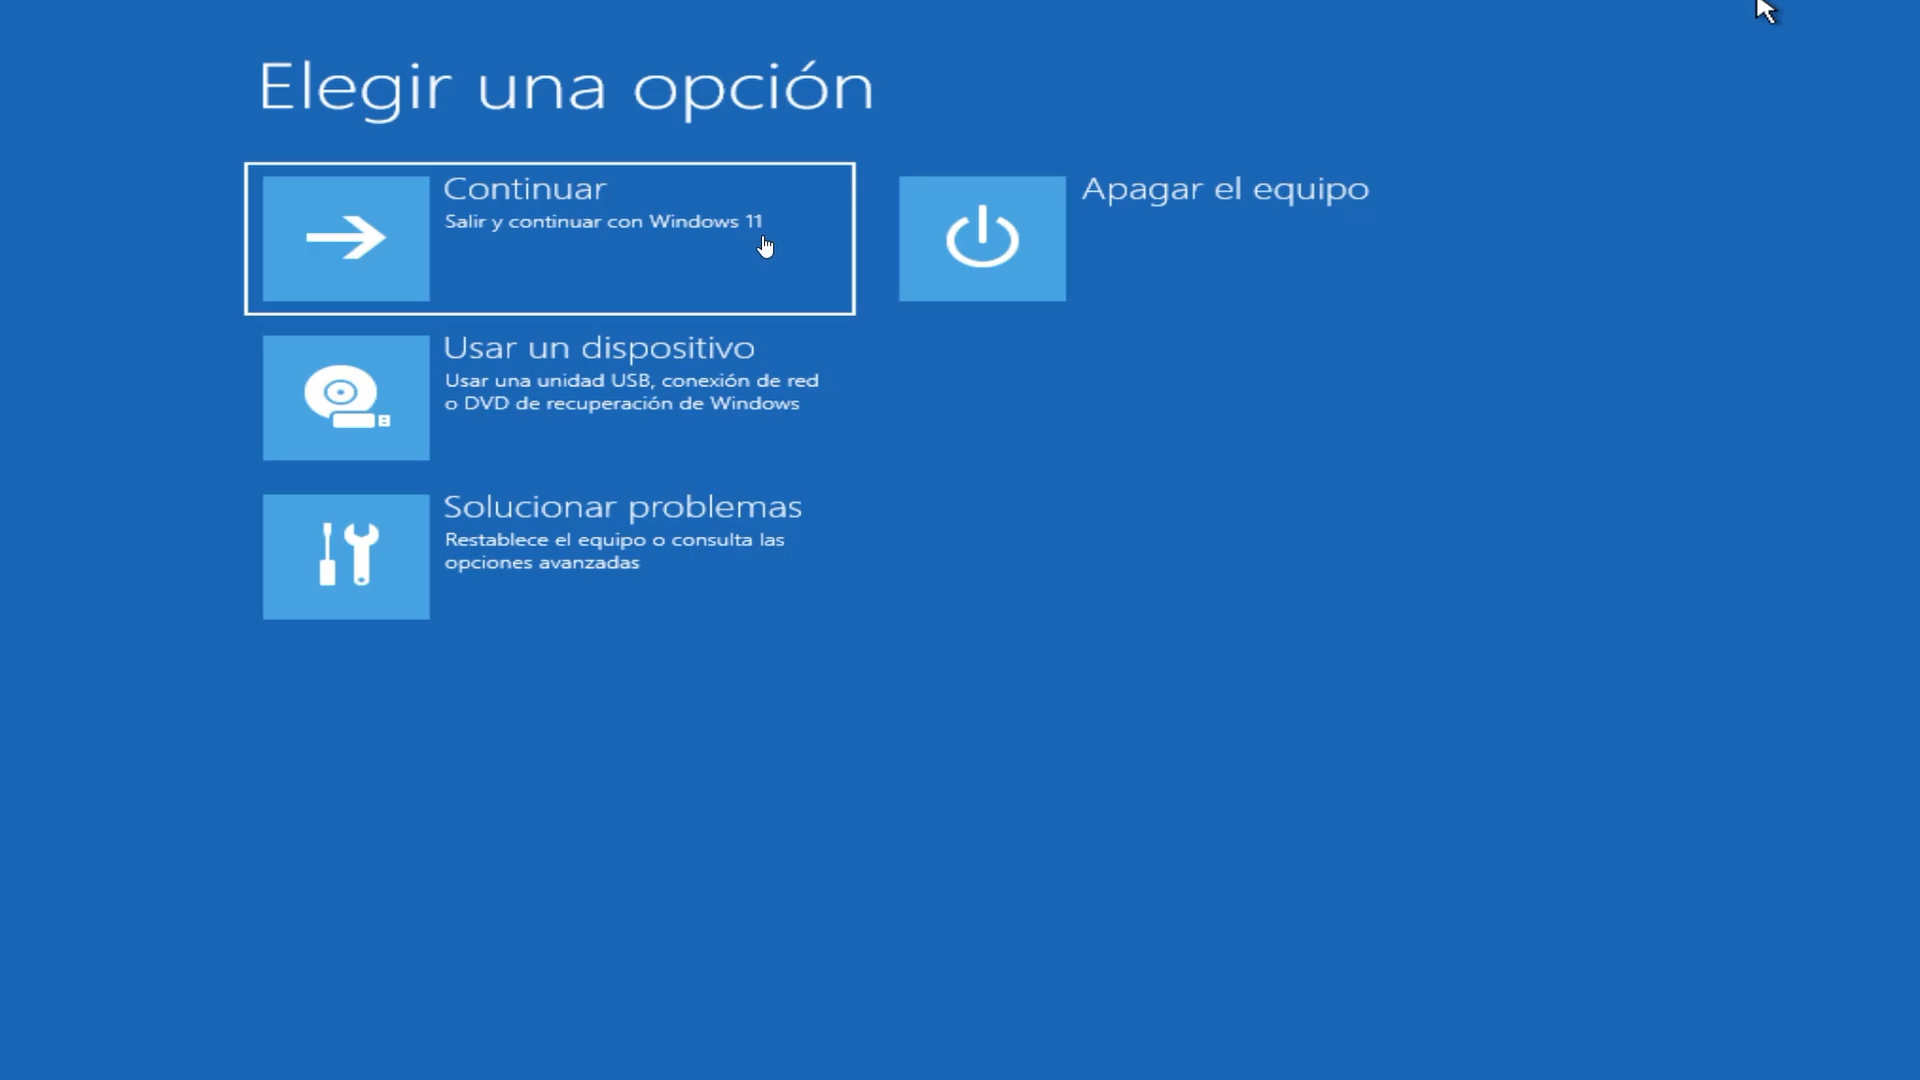 Elegir una opción
Continuar
Salir y continuar con Windows 11
Apagar el equipo
Usar un dispositivo
Usar una unidad USB, conexión de red
o DVD de recuperación de Windows
Solucionar problemas
Restablece el equipo o consulta las
opciones avanzadas